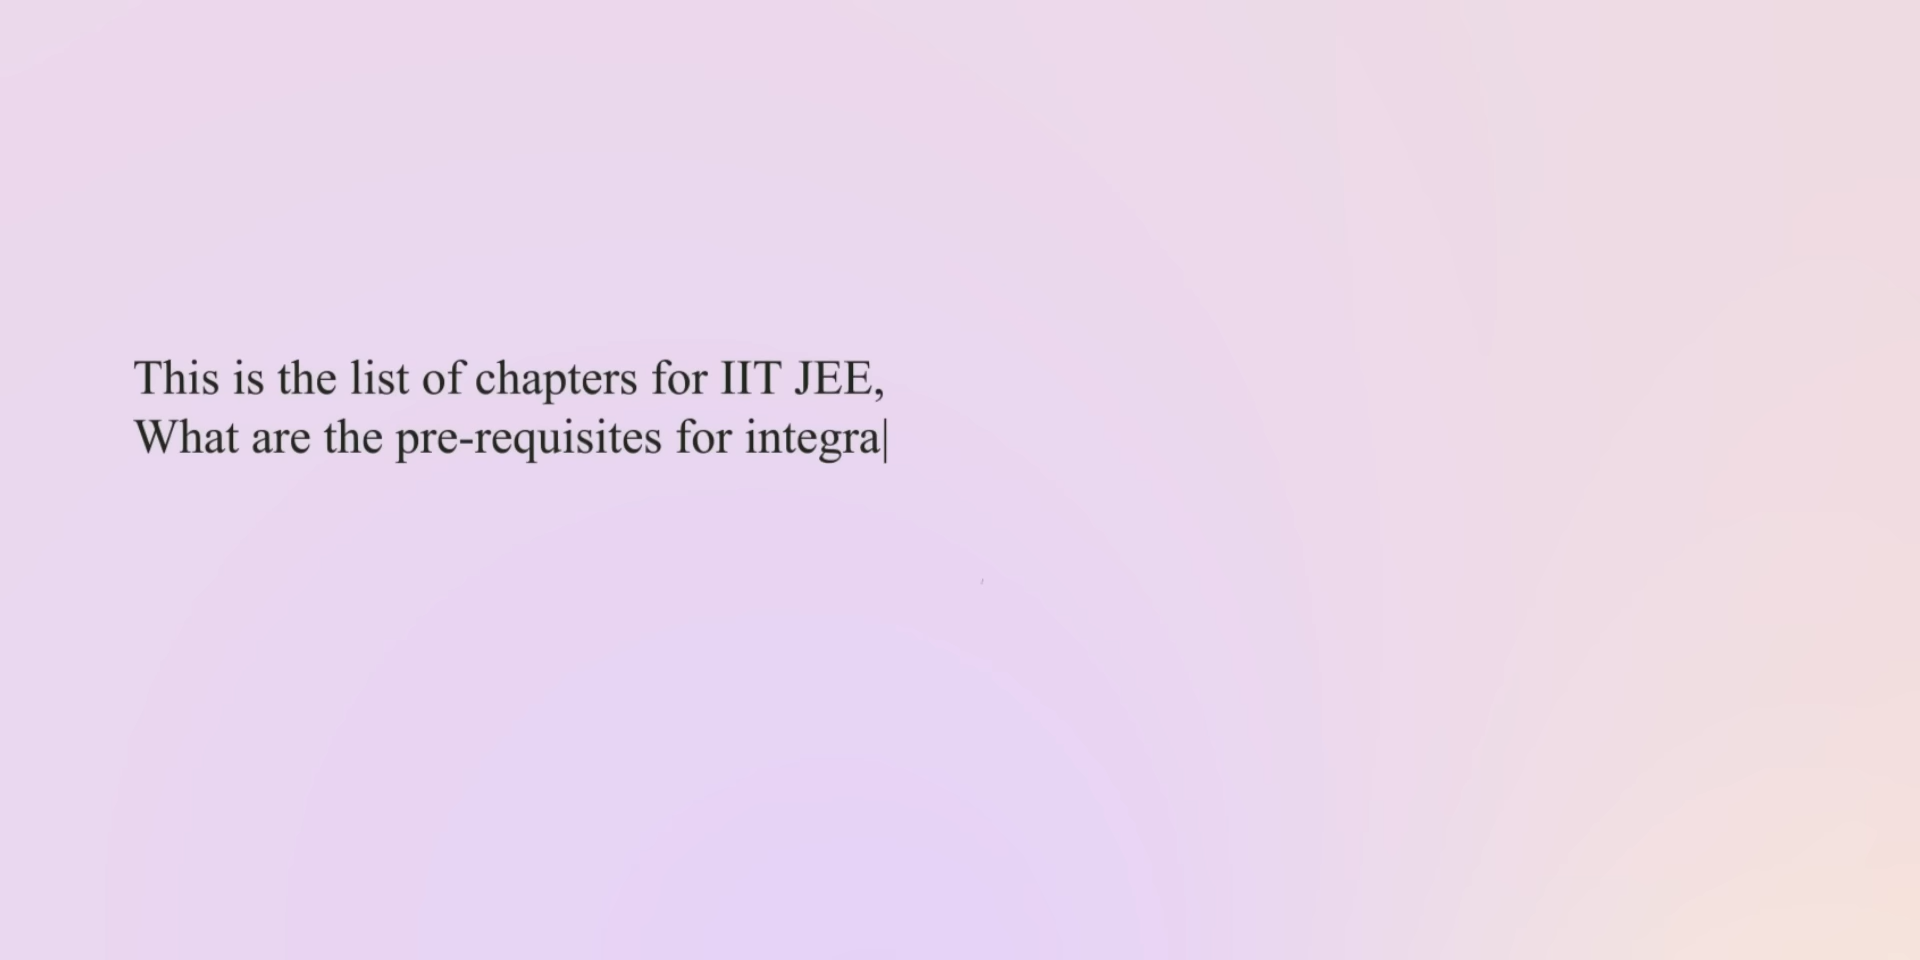 This is the list of chapters for IIT JEE,
What are the pre-requisites for integra